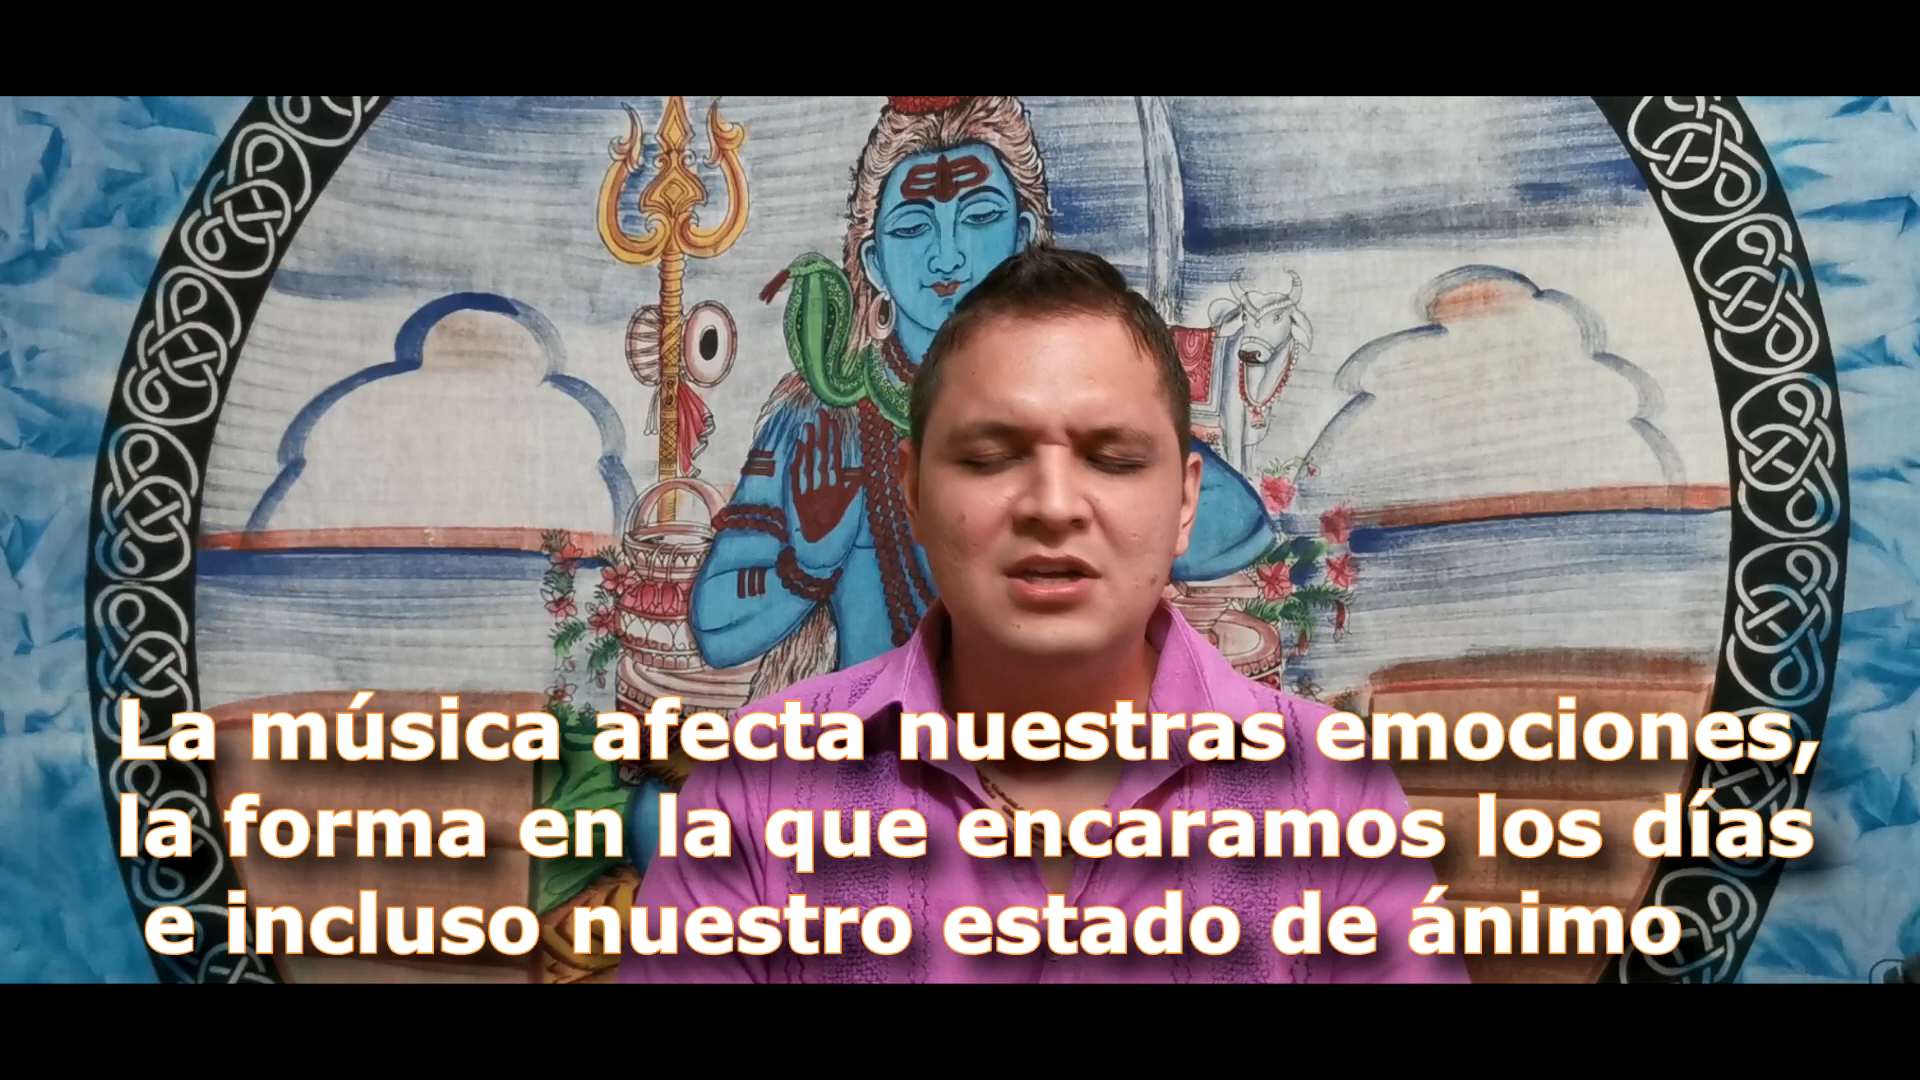 La música afecta nuestras emociones,
la forma en la que encaramos los días
e incluso nuestro estado de ánimo